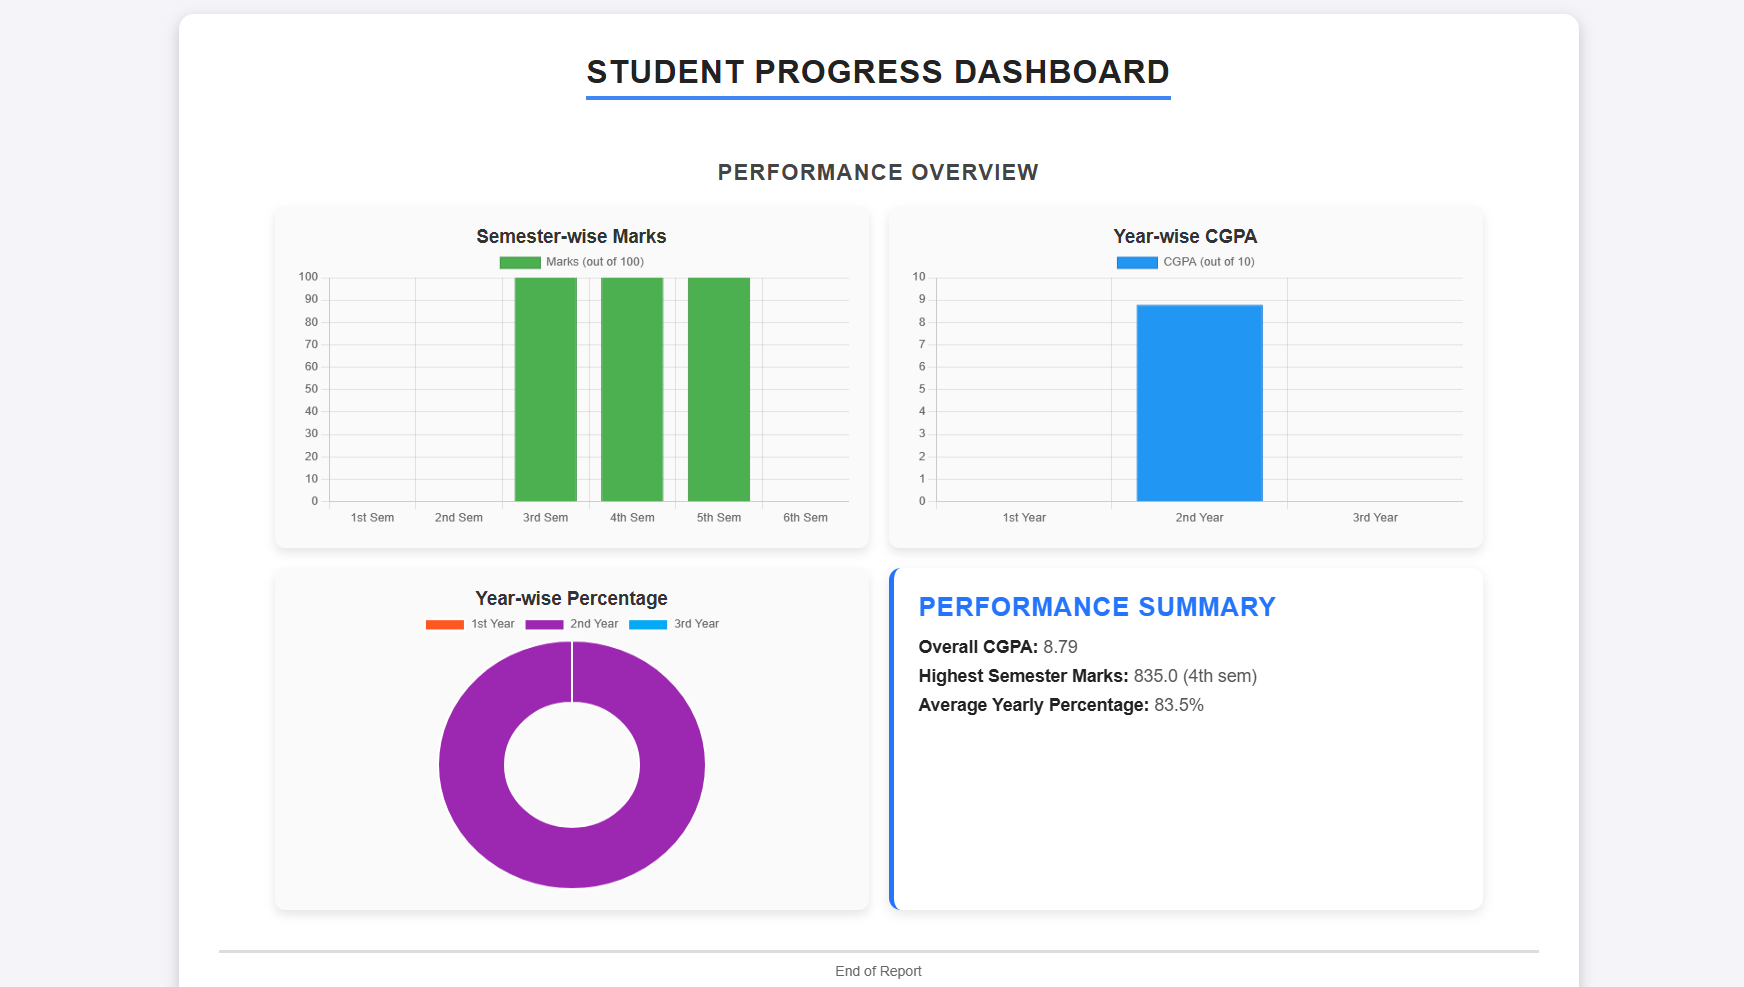 STUDENT PROGRESS DASHBOARD
PERFORMANCE OVERVIEW
Semester-wise Marks
Marks (out of 100)
100
90
80
70
60
50
40
30
20
10
0
1st Sem 2nd Sem 3rd Sem 4th Sem 5th Sem 6th Sem
Year-wise CGPA
CGPA (out of 10)
10
9
8
7
6
5
4
3
2
1
0
1st Year 2nd Year 3rd Year
Year-wise Percentage
1st Year 2nd Year 3rd Year
PERFORMANCE SUMMARY
Overall CGPA: 8.79
Highest Semester Marks: 835.0 (4th sem)
Average Yearly Percentage: 83.5%
End of Report